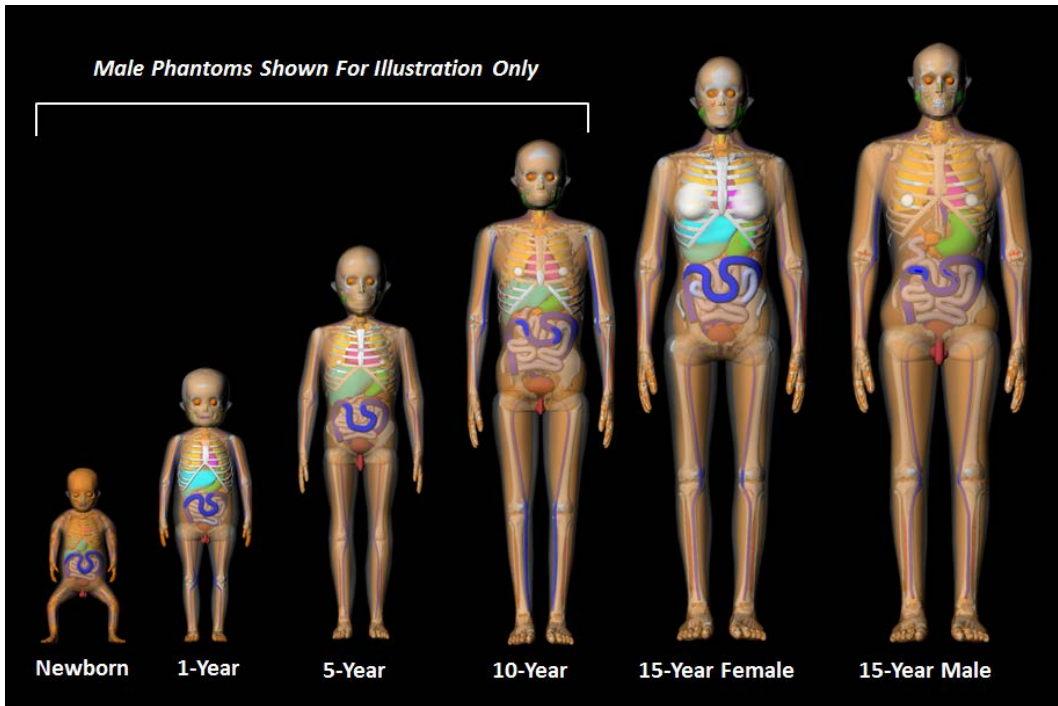 Male Phantoms Shown For Illustration Only
Newborn
1-Year
5-Year
10-Year
15-Year Female
15-Year Male